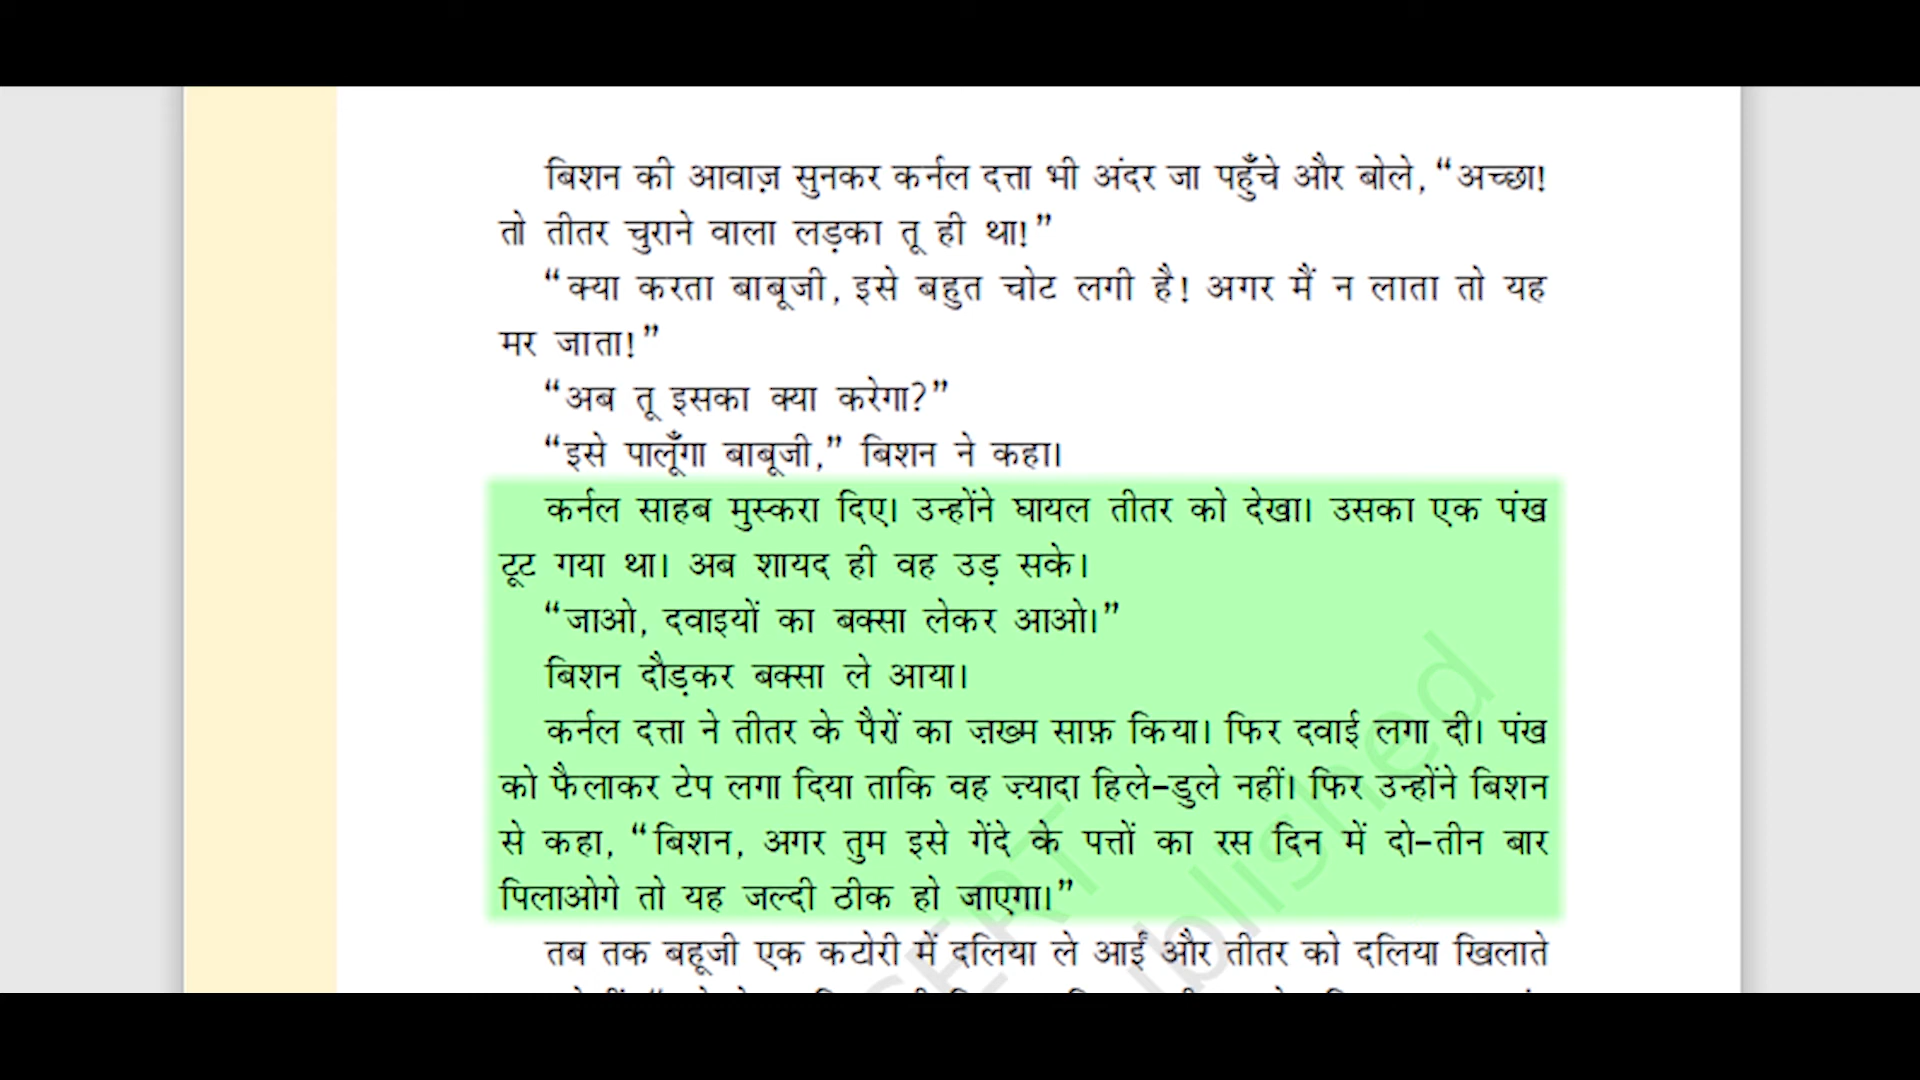 बिशन की आवाज़ सुनकर कर्नल दत्ता भी अंदर जा पहुँचे और बोले, “अच्छा!
तो तीतर चुराने वाला लड़का तू ही था!”
“क्या करता बाबूजी, इसे बहुत चोट लगी है! अगर मैं न लाता तो यह
मर जाता!”
“अब तू इसका क्या करेगा?”
“इसे पालूँगा बाबूजी,” बिशन ने कहा।
कर्नल साहब मुस्करा दिए। उन्होंने घायल तीतर को देखा। उसका एक पंख
टूट गया था। अब शायद ही वह उड़ सके।
“जाओ, दवाइयों का बक्सा लेकर आओ।”
बिशन दौड़कर बक्सा ले आया।
कर्नल दत्ता ने तीतर के पैरों का ज़ख्म साफ़ किया। फिर दवाई लगा दी। पंख
को फैलाकर टेप लगा दिया ताकि वह ज़्यादा हिले-डुले नहीं। फिर उन्होंने बिशन
से कहा, “बिशन, अगर तुम इसे गेंदे के पत्तों का रस दिन में दो-तीन बार
पिलाओगे तो यह जल्दी ठीक हो जाएगा।”
तब तक बहूजी एक कटोरी में दलिया ले आईं और तीतर को दलिया खिलाते